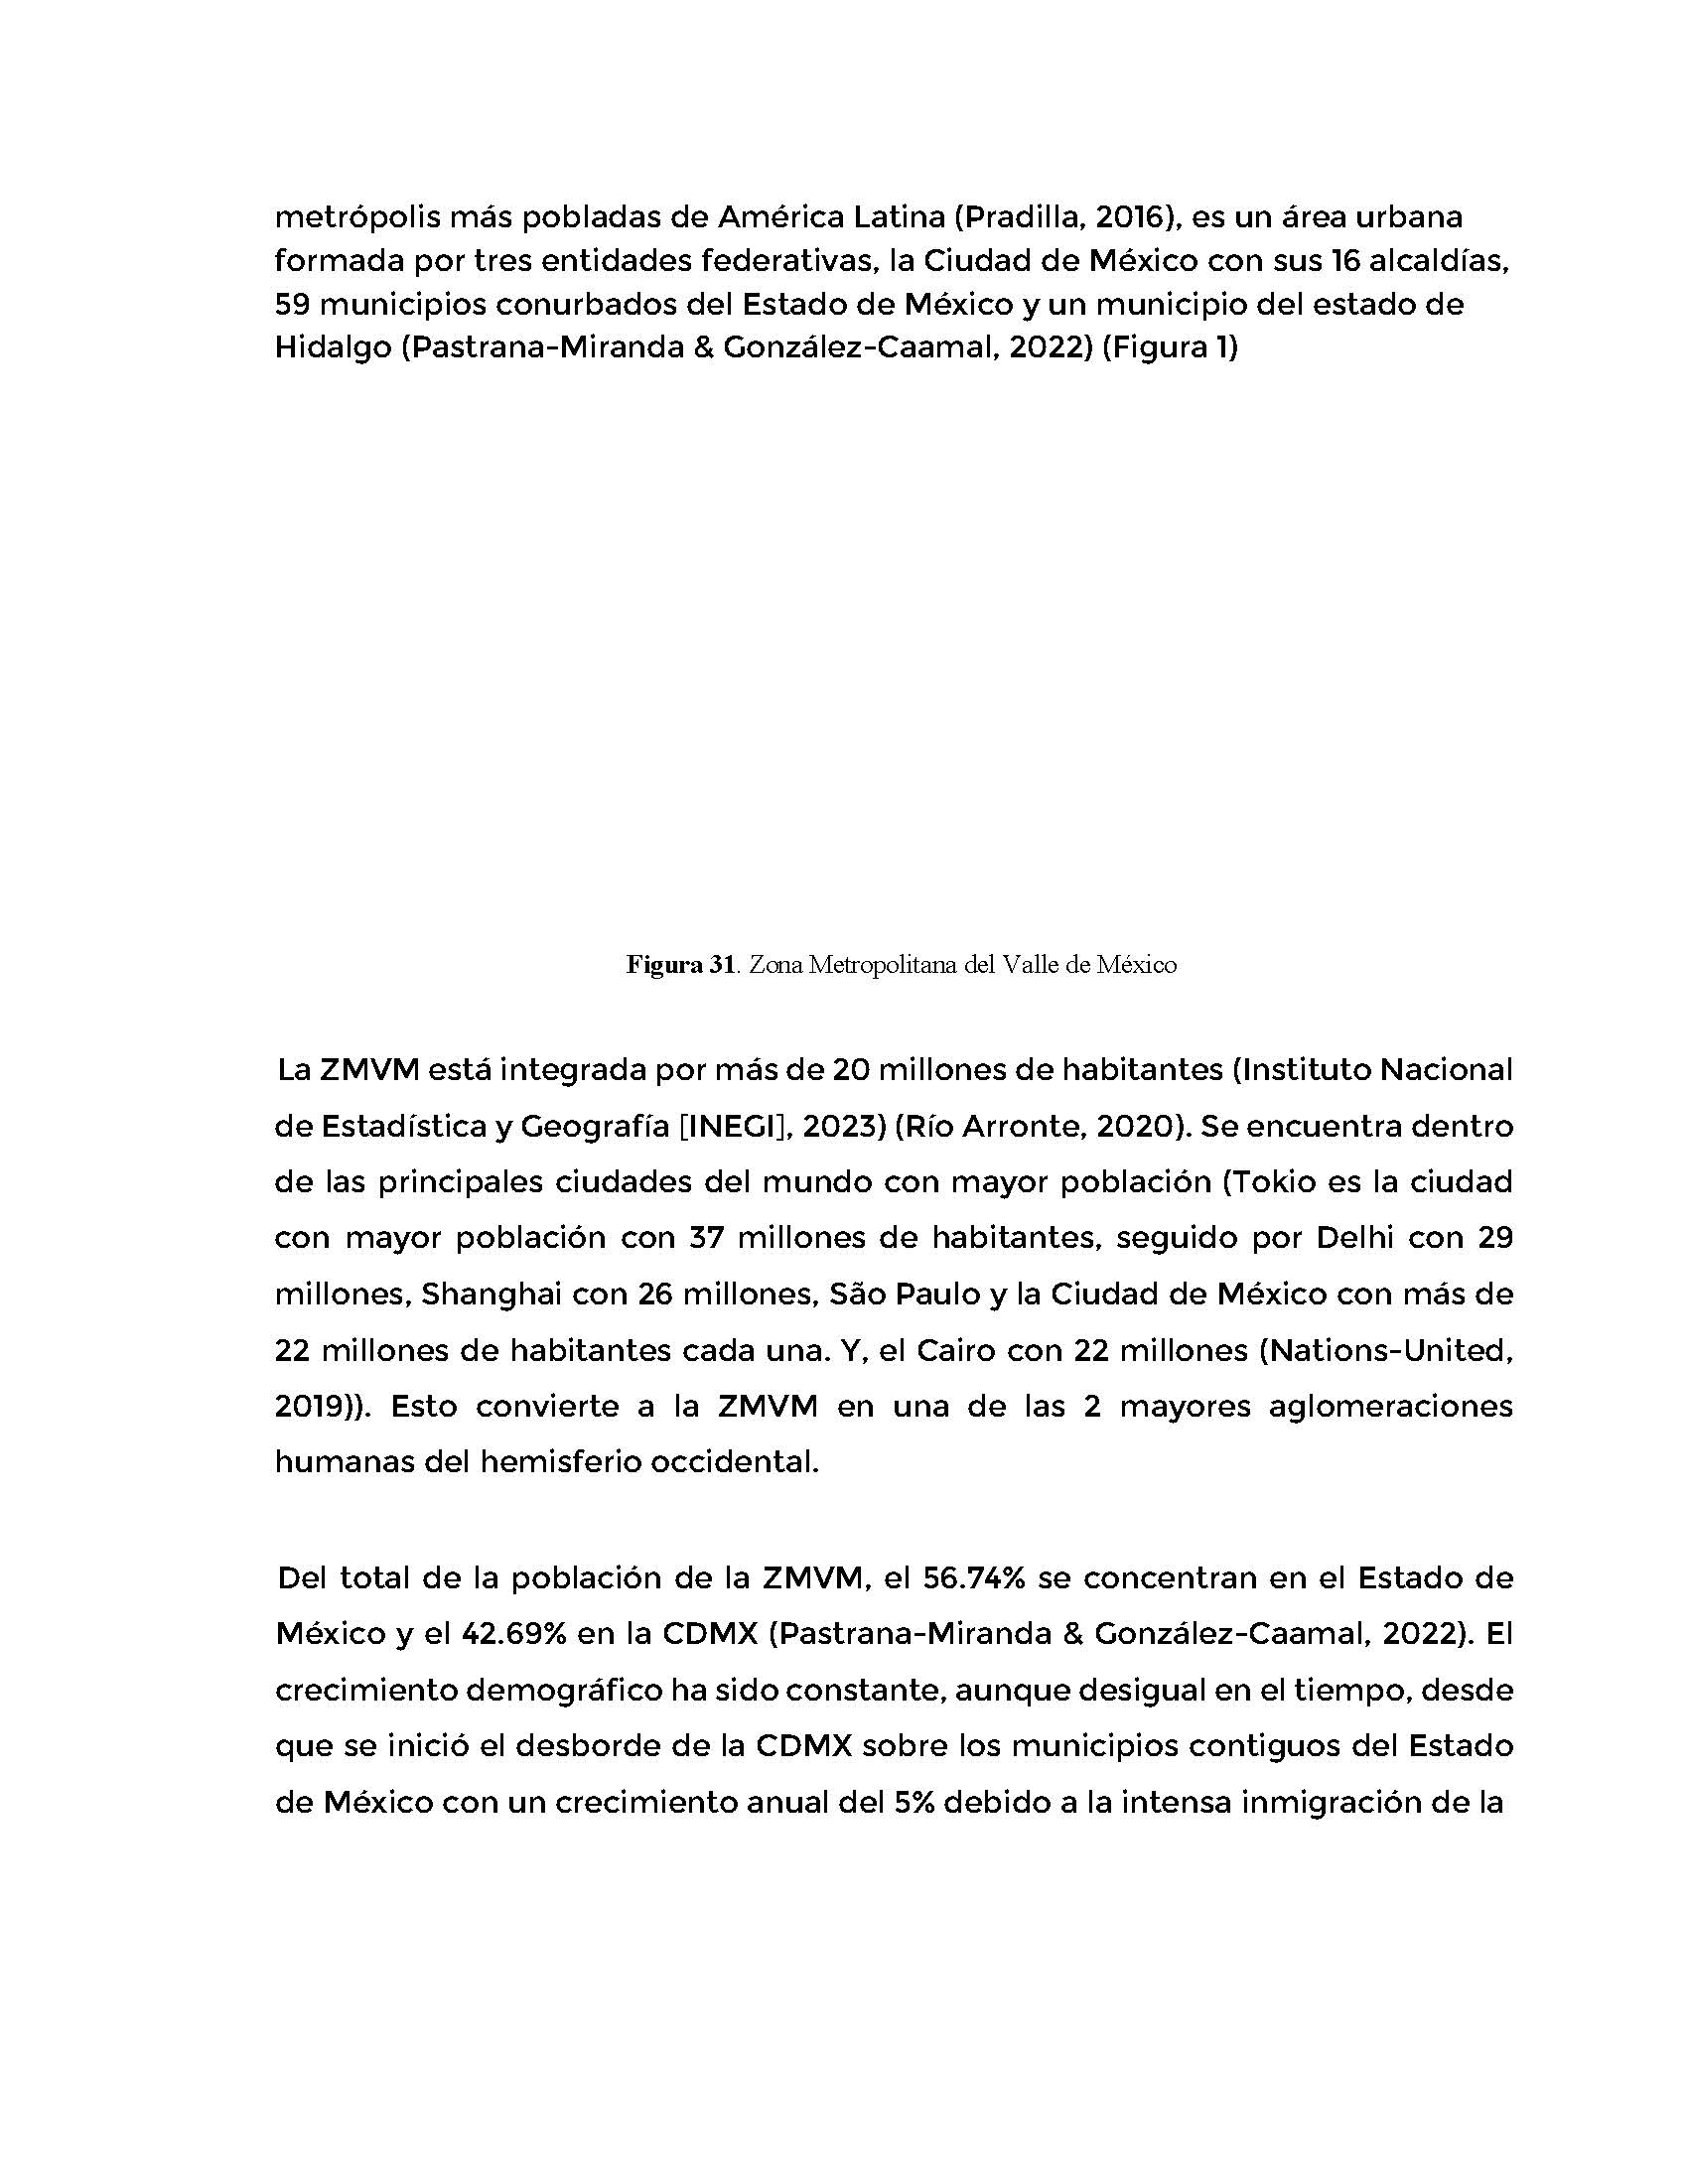 metrópolis más pobladas de América Latina (Pradilla, 2016), es un área urbana
formada por tres entidades federativas, la Ciudad de México con sus 16 alcaldías,
59 municipios conurbados del Estado de México y un municipio del estado de
Hidalgo (Pastrana-Miranda & González-Caamal, 2022) (Figura 1)
Figura 31. Zona Metropolitana del Valle de México
La ZMVM está integrada por más de 20 millones de habitantes (Instituto Nacional
de Estadística y Geografía [INEGI], 2023) (Río Arronte, 2020). Se encuentra dentro
de las principales ciudades del mundo con mayor población (Tokio es la ciudad
con mayor población con 37 millones de habitantes, seguido por Delhi con 29
millones, Shanghai con 26 millones, São Paulo y la Ciudad de México con más de
22 millones de habitantes cada una. Y, el Cairo con 22 millones (Nations-United,
2019)). Esto convierte a la ZMVM en una de las 2 mayores aglomeraciones
humanas del hemisferio occidental.
Del total de la población de la ZMVM, el 56.74% se concentran en el Estado de
México y el 42.69% en la CDMX (Pastrana-Miranda & González-Caamal, 2022). El
crecimiento demográfico ha sido constante, aunque desigual en el tiempo, desde
que se inició el desborde de la CDMX sobre los municipios contiguos del Estado
de México con un crecimiento anual del 5% debido a la intensa inmigración de la